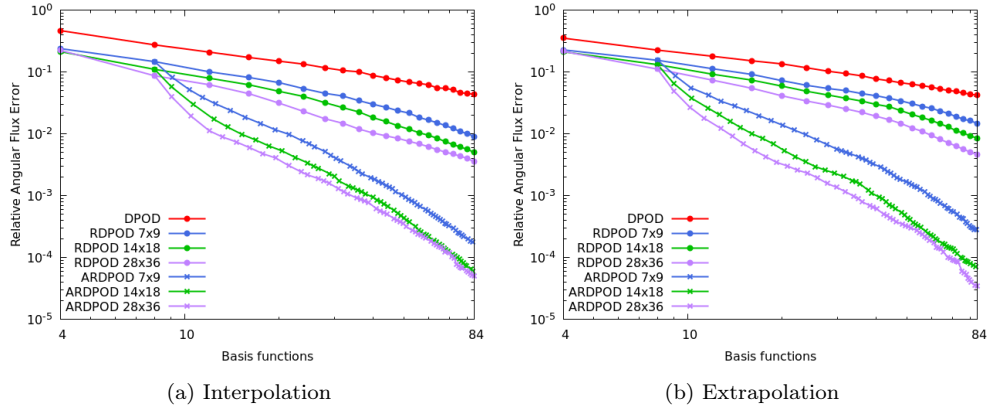 10^0
10^-1
10^-2
10^-3
10^-4
10^-5
Relative Angular Flux Error
DPOD
RDPOD 7x9
RDPOD 14x18
RDPOD 28x36
ARDPOD 7x9
ARDPOD 14x18
ARDPOD 28x36
4 10 84
Basis functions
(a) Interpolation
10^0
10^-1
10^-2
10^-3
10^-4
10^-5
Relative Angular Flux Error
DPOD
RDPOD 7x9
RDPOD 14x18
RDPOD 28x36
ARDPOD 7x9
ARDPOD 14x18
ARDPOD 28x36
4 10 84
Basis functions
(b) Extrapolation